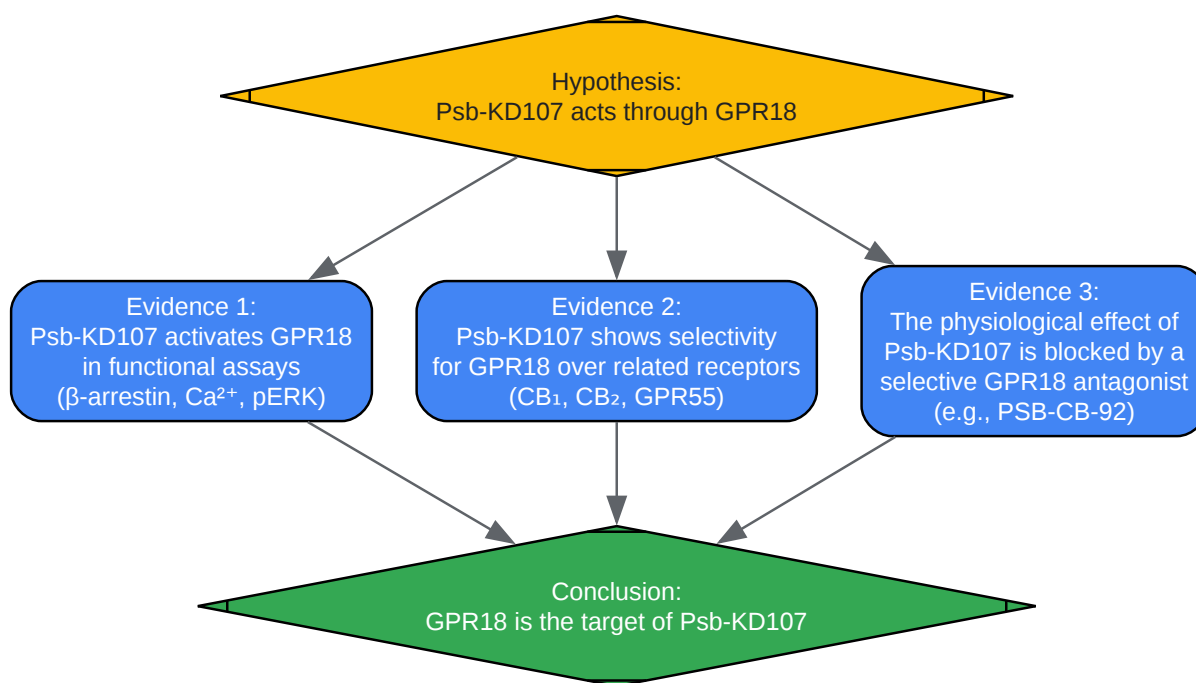 Hypothesis:
Psb-KD107 acts through GPR18
Evidence 1:
Psb-KD107 activates GPR18
in functional assays
(β-arrestin, Ca²⁺, pERK)
Evidence 2:
Psb-KD107 shows selectivity
for GPR18 over related receptors
(CB₁, CB₂, GPR55)
Evidence 3:
The physiological effect of
Psb-KD107 is blocked by a
selective GPR18 antagonist
(e.g., PSB-CB-92)
Conclusion:
GPR18 is the target of Psb-KD107